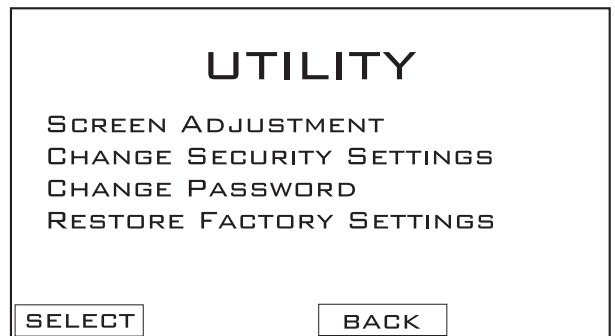 UTILITY
SCREEN ADJUSTMENT
CHANGE SECURITY SETTINGS
CHANGE PASSWORD
RESTORE FACTORY SETTINGS
SELECT BACK